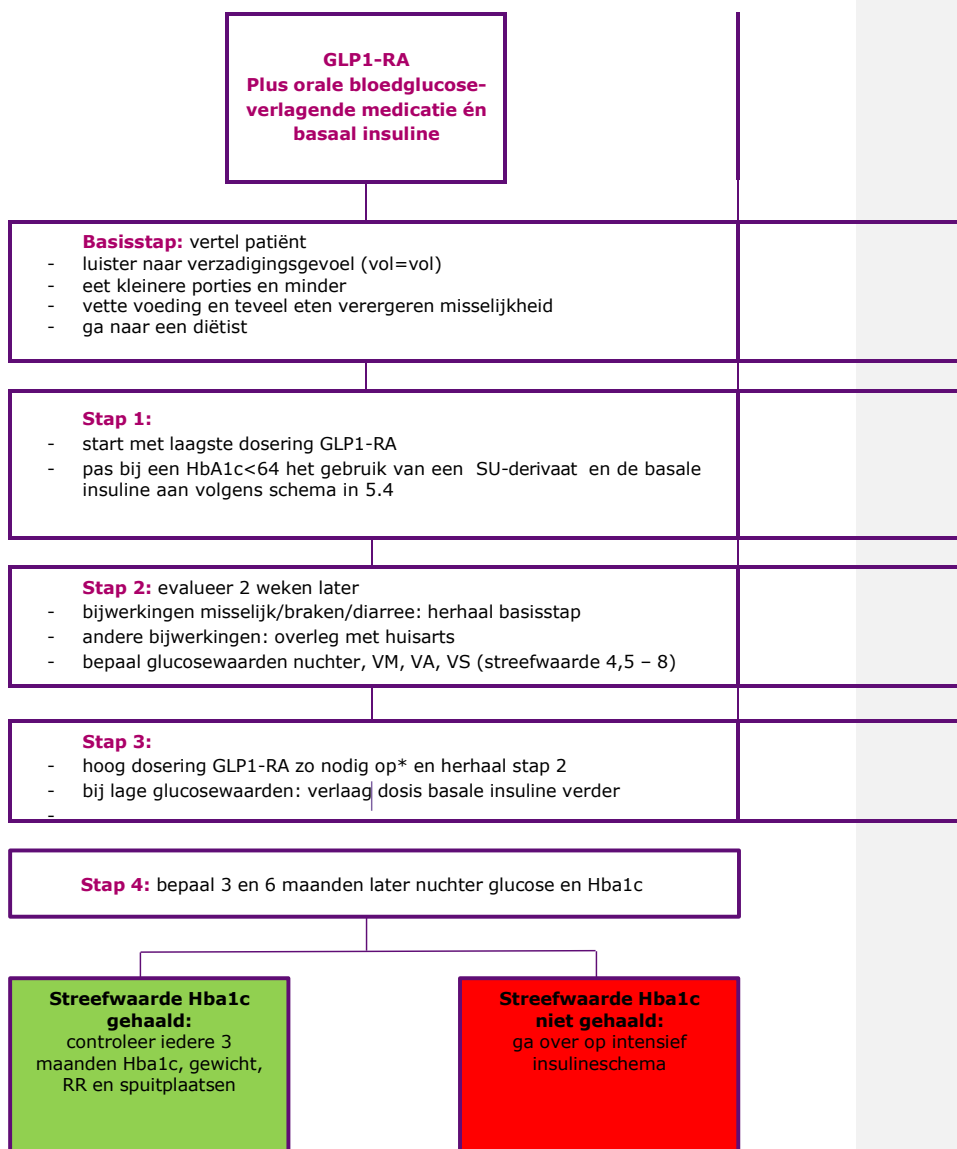 GLP1-RA
Plus orale bloedglucose-
verlagende medicatie én
basaal insuline
Basisstap: vertel patiënt
- luister naar verzadigingsgevoel (vol=vol)
- eet kleinere porties en minder
- vette voeding en teveel eten verergeren misselijkheid
- ga naar een diëtist
Stap 1:
- start met laagste dosering GLP1-RA
- pas bij een HbA1c<64 het gebruik van een SU-derivaat en de basale
insuline aan volgens schema in 5.4
Stap 2: evalueer 2 weken later
- bijwerkingen misselijk/braken/diarree: herhaal basisstap
- andere bijwerkingen: overleg met huisarts
- bepaal glucosewaarden nuchter, VM, VA, VS (streefwaarde 4,5 – 8)
Stap 3:
- hoog dosering GLP1-RA zo nodig op* en herhaal stap 2
- bij lage glucosewaarden: verlaag dosis basale insuline verder
-
Stap 4: bepaal 3 en 6 maanden later nuchter glucose en Hba1c
Streefwaarde Hba1c
gehaald:
controleer iedere 3
maanden Hba1c, gewicht,
RR en spuitplaatsen
Streefwaarde Hba1c
niet gehaald:
ga over op intensief
insulineschema